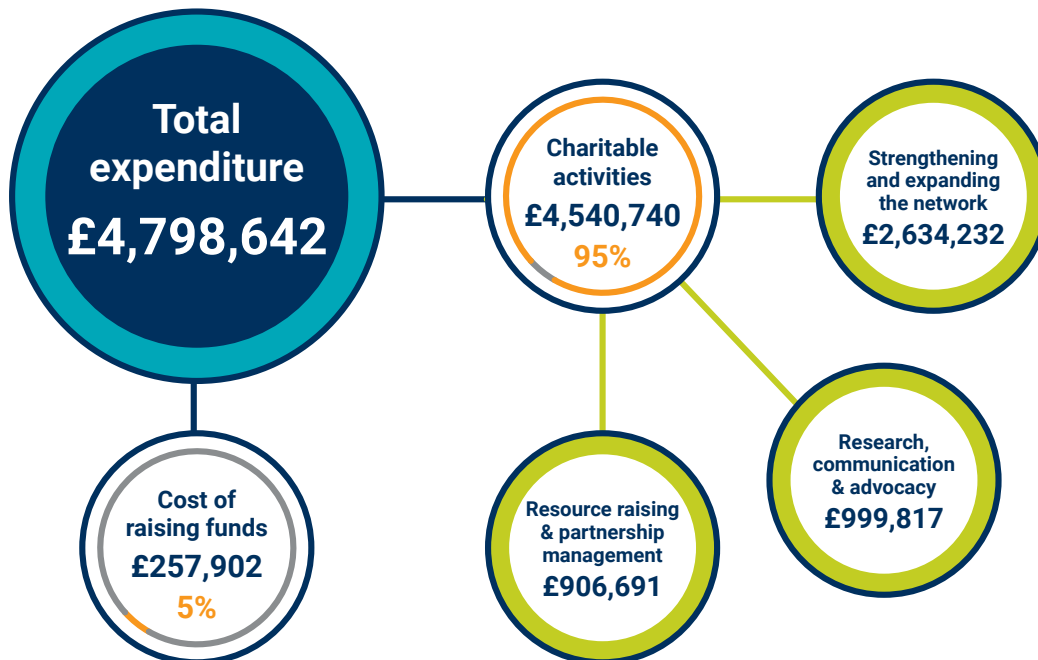 Total
expenditure
£4,798,642
Charitable
activities
£4,540,740
95%
Strengthening
and expanding
the network
£2,634,232
Research,
communication
& advocacy
£999,817
Resource raising
& partnership
management
£906,691
Cost of
raising funds
£257,902
5%